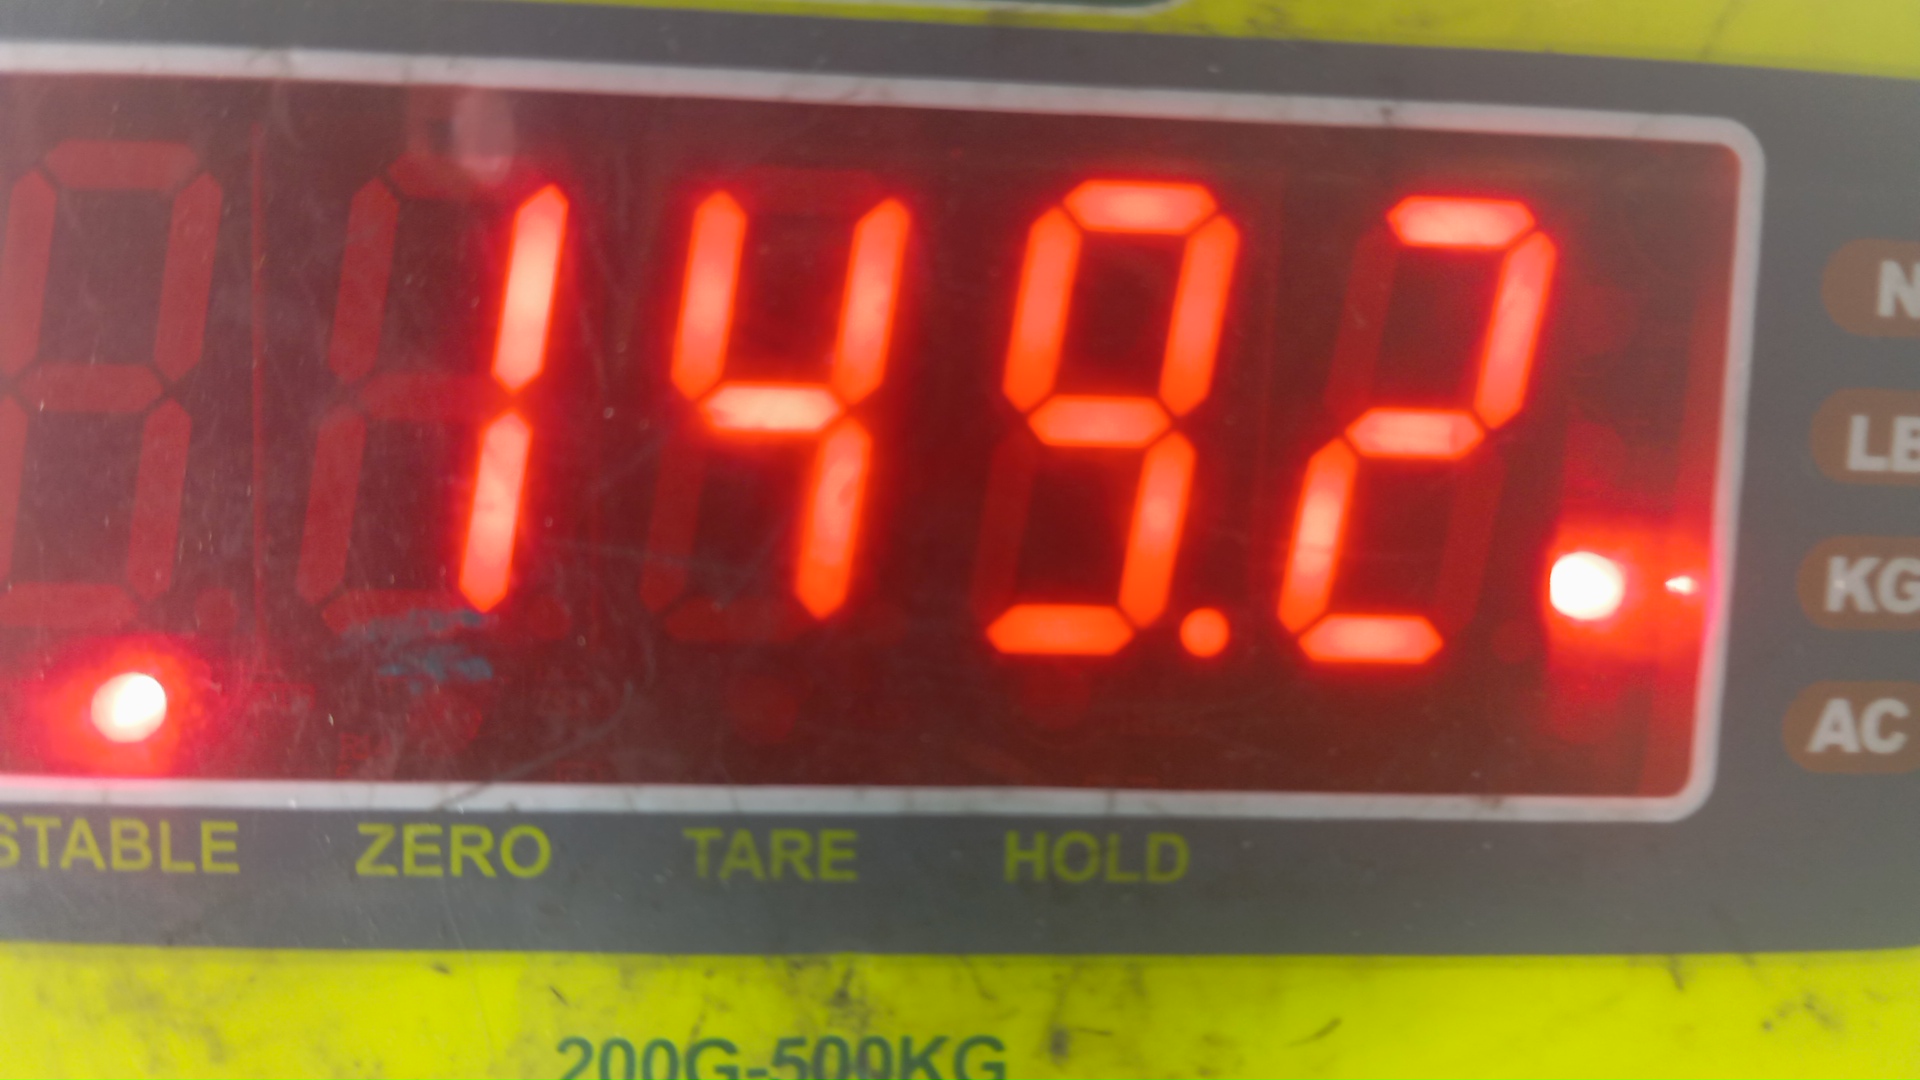 149.2
N
LB
KG
AC
STABLE ZERO TARE HOLD
200G-500KG